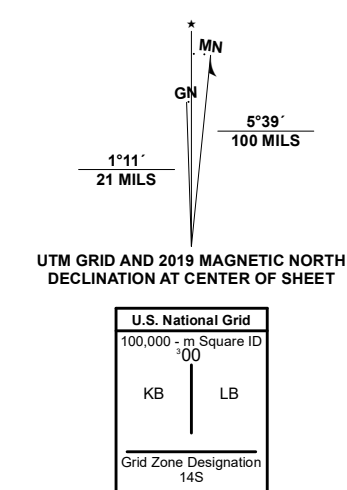 ★
MN
GN
5°39´
100 MILS
1°11´
21 MILS
UTM GRID AND 2019 MAGNETIC NORTH
DECLINATION AT CENTER OF SHEET
U.S. National Grid
100,000 - m Square ID
³00
KB LB
Grid Zone Designation
14S